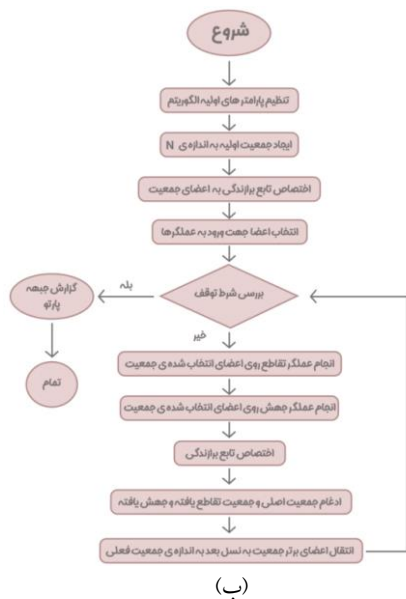 شروع
تنظیم پارامترهای اولیه الگوریتم
ایجاد جمعیت اولیه به اندازه ی N
اختصاص تابع برازندگی به اعضای جمعیت
انتخاب اعضا جهت ورود به عملگرها
بررسی شرط توقف
بله
گزارش جبهه
پارتو
تمام
خیر
انجام عملگر تقاطع روی اعضای انتخاب شده ی جمعیت
انجام عملگر جهش روی اعضای انتخاب شده ی جمعیت
اختصاص تابع برازندگی
ادغام جمعیت اصلی و جمعیت تقاطع یافته و جهش یافته
انتقال اعضای برتر جمعیت به نسل بعد به اندازه ی جمعیت فعلی
(ب)